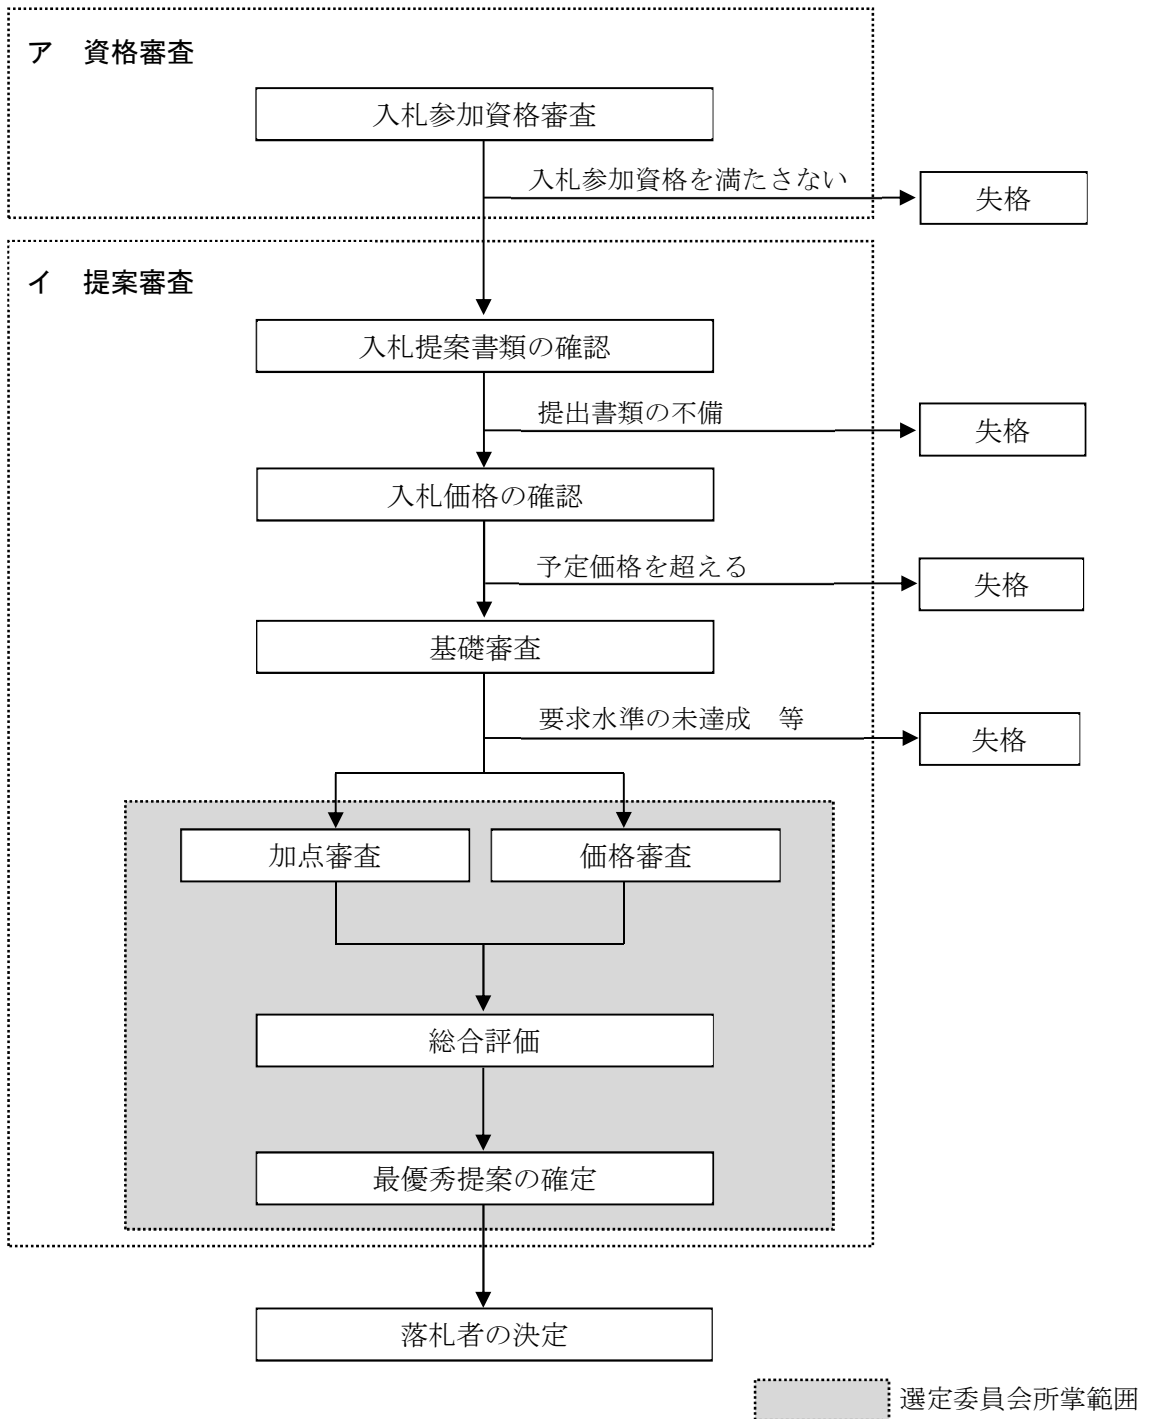 ア　資格審査
入札参加資格審査
入札参加資格を満たさない
失格
イ　提案審査
入札提案書類の確認
提出書類の不備
失格
入札価格の確認
予定価格を超える
失格
基礎審査
要求水準の未達成　等
失格
加点審査
価格審査
総合評価
最優秀提案の確定
落札者の決定
選定委員会所掌範囲